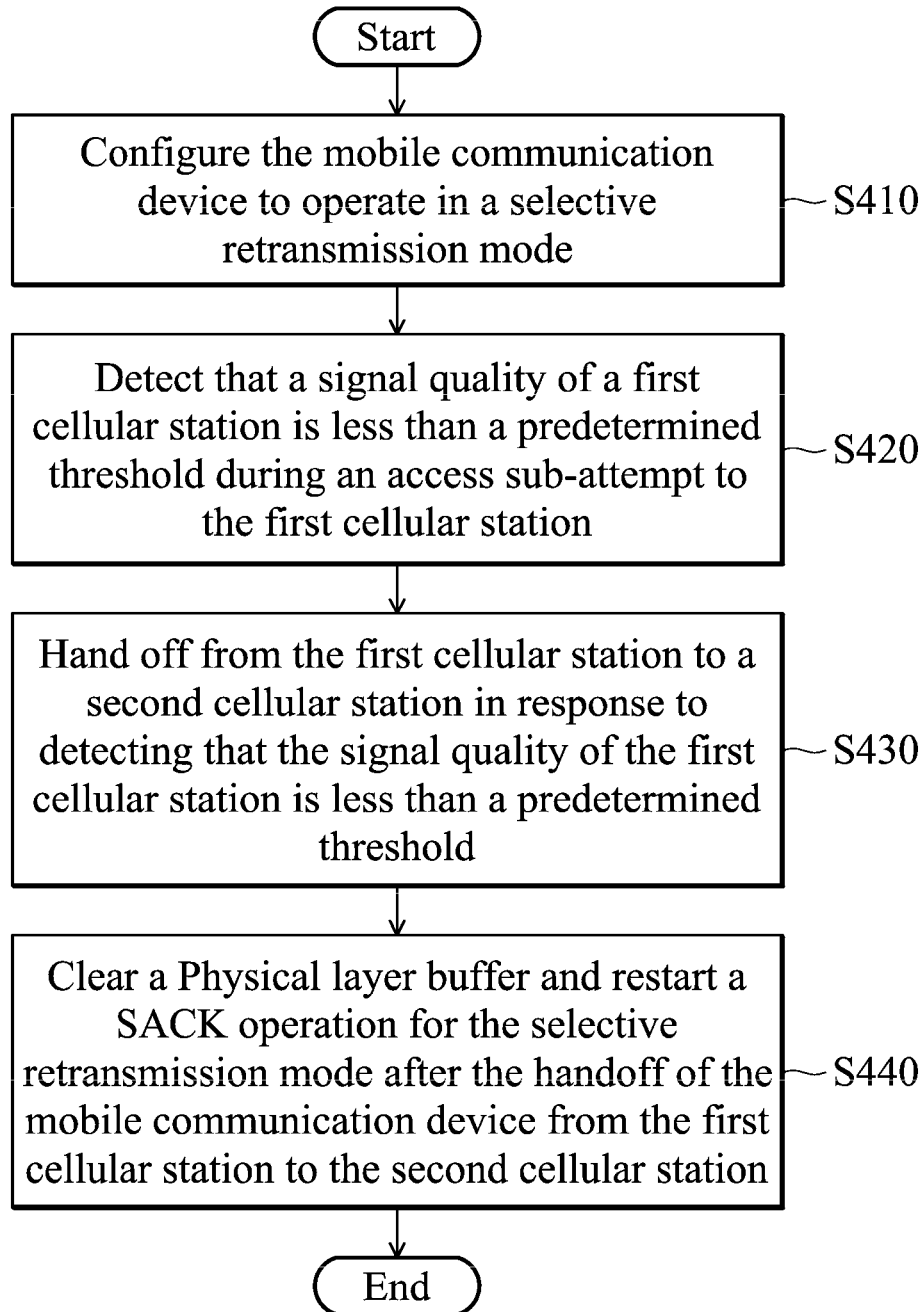 Start
Configure the mobile communication
device to operate in a selective
retransmission mode
S410
Detect that a signal quality of a first
cellular station is less than a predetermined
threshold during an access sub-attempt to
the first cellular station
S420
Hand off from the first cellular station to a
second cellular station in response to
detecting that the signal quality of the first
cellular station is less than a predetermined
threshold
S430
Clear a Physical layer buffer and restart a
SACK operation for the selective
retransmission mode after the handoff of the
mobile communication device from the first
cellular station to the second cellular station
S440
End